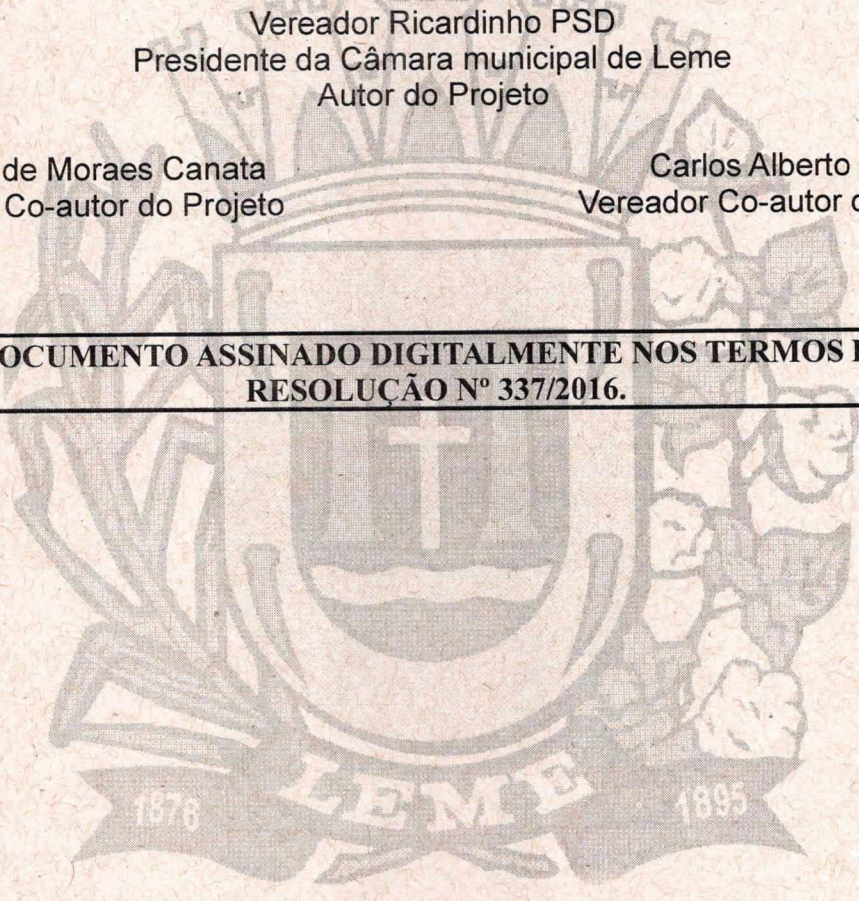 Vereador Ricardinho PSD
Presidente da Câmara municipal de Leme
Autor do Projeto
de Moraes Canata
Co-autor do Projeto
Carlos Alberto
Vereador Co-autor
OCUMENTO ASSINADO DIGITALMENTE NOS TERMOS
RESOLUÇÃO Nº 337/2016.
1876
LEME
1895